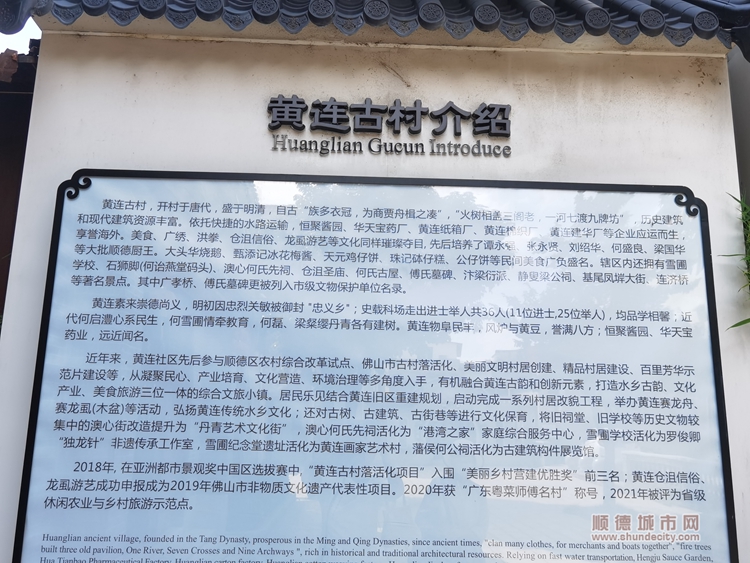 黄连古村介绍
Huanglian Gucun Introduce
黄连古村，开村于唐代，盛于明清，自古“族多衣冠，为商贾舟楫之凑”，“火树相盖三阁老，一河七渡九牌坊”，历史建筑
和现代建筑资源丰富。依托快捷的水路运输，恒聚酱园、华天宝药厂、黄连纸箱厂、黄连棉织厂、黄连建华厂等企业应运而生，
享誉海外。美食、广绣、洪拳、仓沮信俗、龙虱游艺等文化同样璀璨夺目，先后培养了谭永强、张永贤、刘绍华、何盛良、梁国华
等大批顺德厨王。大头华烧鹅、甄添记冰花梅酱、天元鸡仔饼、珠记砵仔糕、公仔饼等民间美食广负盛名。辖区内还拥有雪圃
学校、石狮脚(何诒燕堂码头)、澳心何氏先祠、仓沮圣庙、何氏古屋、傅氏墓碑、汴梁衍派、静叟梁公祠、基尾凤墀大街、连济桥
等著名景点。其中广孝桥、傅氏墓碑更被列入市级文物保护单位名录。
黄连素来崇德尚义，明初因忠烈关敏被御封“忠义乡”；史载科场走出进士举人共36人(11位进士,25位举人)，均品学相馨；近
代何启澧心系民生，何雪圃情牵教育，何磊、梁粲缨丹青各有建树。黄连物阜民丰，风炉与黄豆，誉满八方；恒聚酱园、华天宝
药业，远近闻名。
近年来，黄连社区先后参与顺德区农村综合改革试点、佛山市古村落活化、美丽文明村居创建、精品村居建设、百里芳华示
范片建设等，从凝聚民心、产业培育、文化营造、环境治理等多角度入手，有机融合黄连古韵和创新元素，打造水乡古韵、文化
产业、美食旅游三位一体的综合文旅小镇。居民乐见结合黄连旧区重建规划，启动完成一系列村居改貌工程，举办黄连赛龙舟、
赛龙虱(木盆)等活动，弘扬黄连传统水乡文化；还对古树、古建筑、古街巷等进行文化保育，将旧祠堂、旧学校等历史文物较
集中的澳心街改造提升为“丹青艺术文化街”，澳心何氏先祠活化为“港湾之家”家庭综合服务中心，雪圃学校活化为罗俊卿
“独龙针”非遗传承工作室，雪圃纪念堂遗址活化为黄连画家艺术村，藩侯何公祠活化为古建筑构件展览馆。
2018年，在亚洲都市景观奖中国区选拔赛中，“黄连古村落活化项目”入围“美丽乡村营建优胜奖”前三名；黄连仓沮信俗、
龙虱游艺成功申报成为2019年佛山市非物质文化遗产代表性项目。2020年获“广东粤菜师傅名村”称号，2021年被评为省级
休闲农业与乡村旅游示范点。
Huanglian ancient village, founded in the Tang Dynasty, prosperous in the Ming and Qing Dynasties, since ancient times, "clan many clothes, for merchants and boats together", "fire trees
built three old pavilion, One River, Seven Crosses and Nine Archways ", rich in historical and traditional architectural resources. Relying on fast water transportation, Hengju Sauce Garden,
顺德城市网
www.shundecity.com